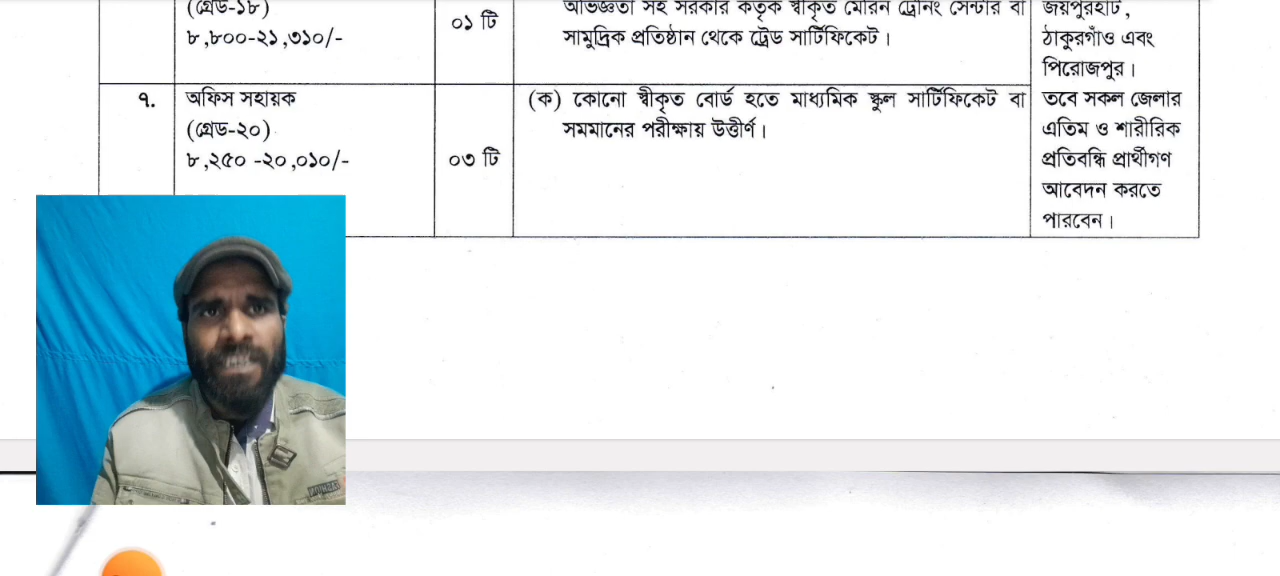 (গ্রেড-১৮)
৮,৮০০-২১,৩১০/-
০১ টি
অভিজ্ঞতা সহ সরকার কর্তৃক স্বীকৃত মেরিন ট্রেনিং সেন্টার বা
সামুদ্রিক প্রতিষ্ঠান থেকে ট্রেড সার্টিফিকেট।
জয়পুরহাট,
ঠাকুরগাঁও এবং
পিরোজপুর।
৭.
অফিস সহায়ক
(গ্রেড-২০)
৮,২৫০ -২০,০১০/-
০৩ টি
(ক) কোনো স্বীকৃত বোর্ড হতে মাধ্যমিক স্কুল সার্টিফিকেট বা
সমমানের পরীক্ষায় উত্তীর্ণ।
তবে সকল জেলার
এতিম ও শারীরিক
প্রতিবন্ধি প্রার্থীগণ
আবেদন করতে
পারবেন।